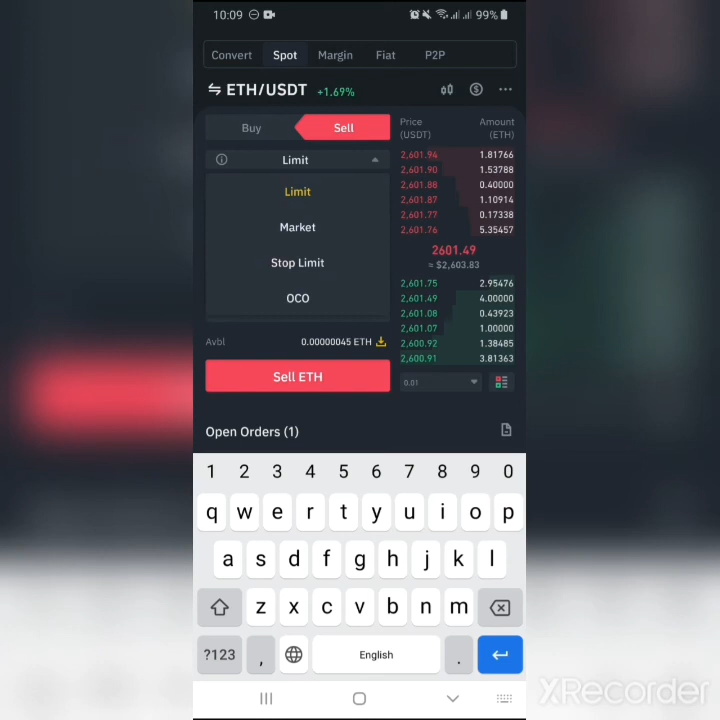 10:09 99%
Convert Spot Margin Fiat P2P
ETH/USDT +1.69%
Buy Sell
Limit
Limit
Market
Stop Limit
OCO
Avbl 0.00000045 ETH
Sell ETH
Price (USDT) Amount (ETH)
2,601.94 1.81766
2,601.90 1.53788
2,601.88 0.40000
2,601.87 1.10914
2,601.77 0.17338
2,601.76 5.35457
2601.49
≈ $2,603.83
2,601.75 2.95476
2,601.49 4.00000
2,601.08 0.43923
2,601.07 1.00000
2,600.92 1.38485
2,600.91 3.81363
0.01
Open Orders (1)
1 2 3 4 5 6 7 8 9 0
q w e r t y u i o p
a s d f g h j k l
z x c v b n m
?123 , English .
XRecorder